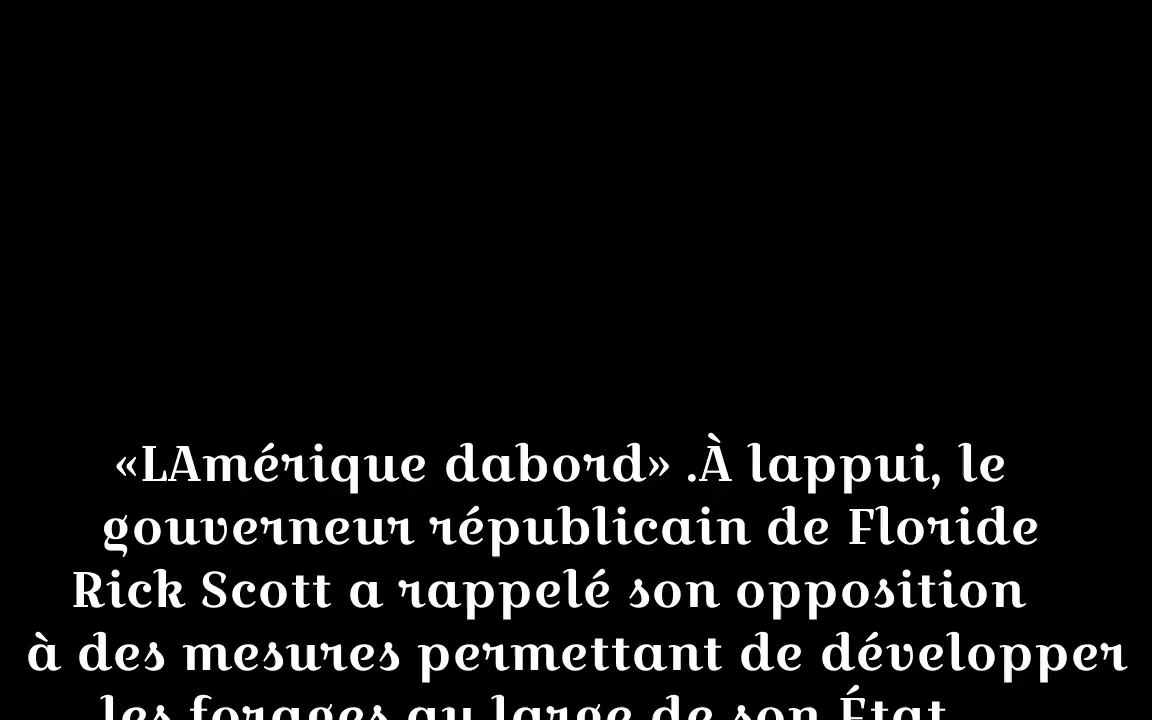 «LAmérique dabord» .À lappui, le
gouverneur républicain de Floride
Rick Scott a rappelé son opposition
à des mesures permettant de développer
les forages au large de son État